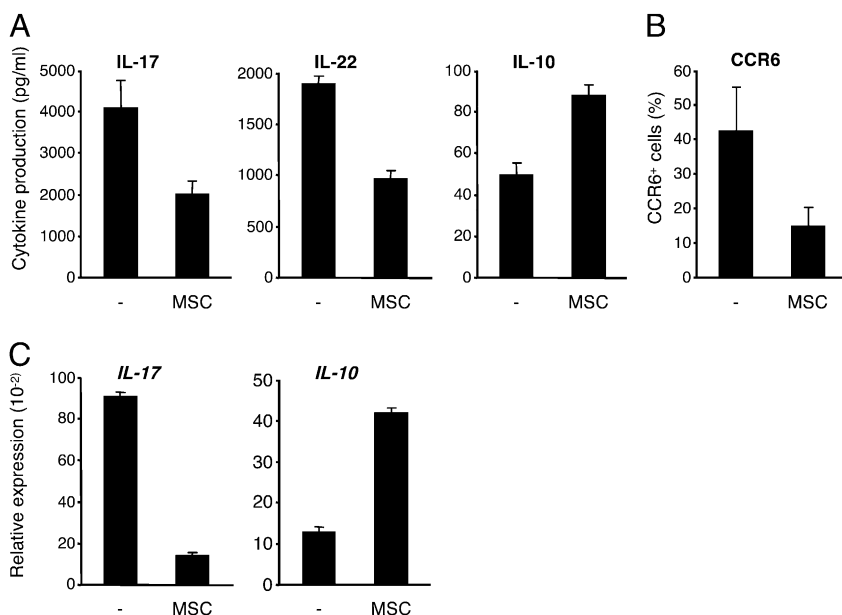 A
B
IL-17
IL-22
IL-10
CCR6
Cytokine production (pg/ml)
5000
4000
3000
2000
1000
0
2000
1500
1000
500
0
100
80
60
40
20
0
CCR6⁺ cells (%)
60
50
40
30
20
10
0
- MSC
- MSC
- MSC
- MSC
C
IL-17
IL-10
Relative expression (10⁻²)
100
80
60
40
20
0
50
40
30
20
10
0
- MSC
- MSC